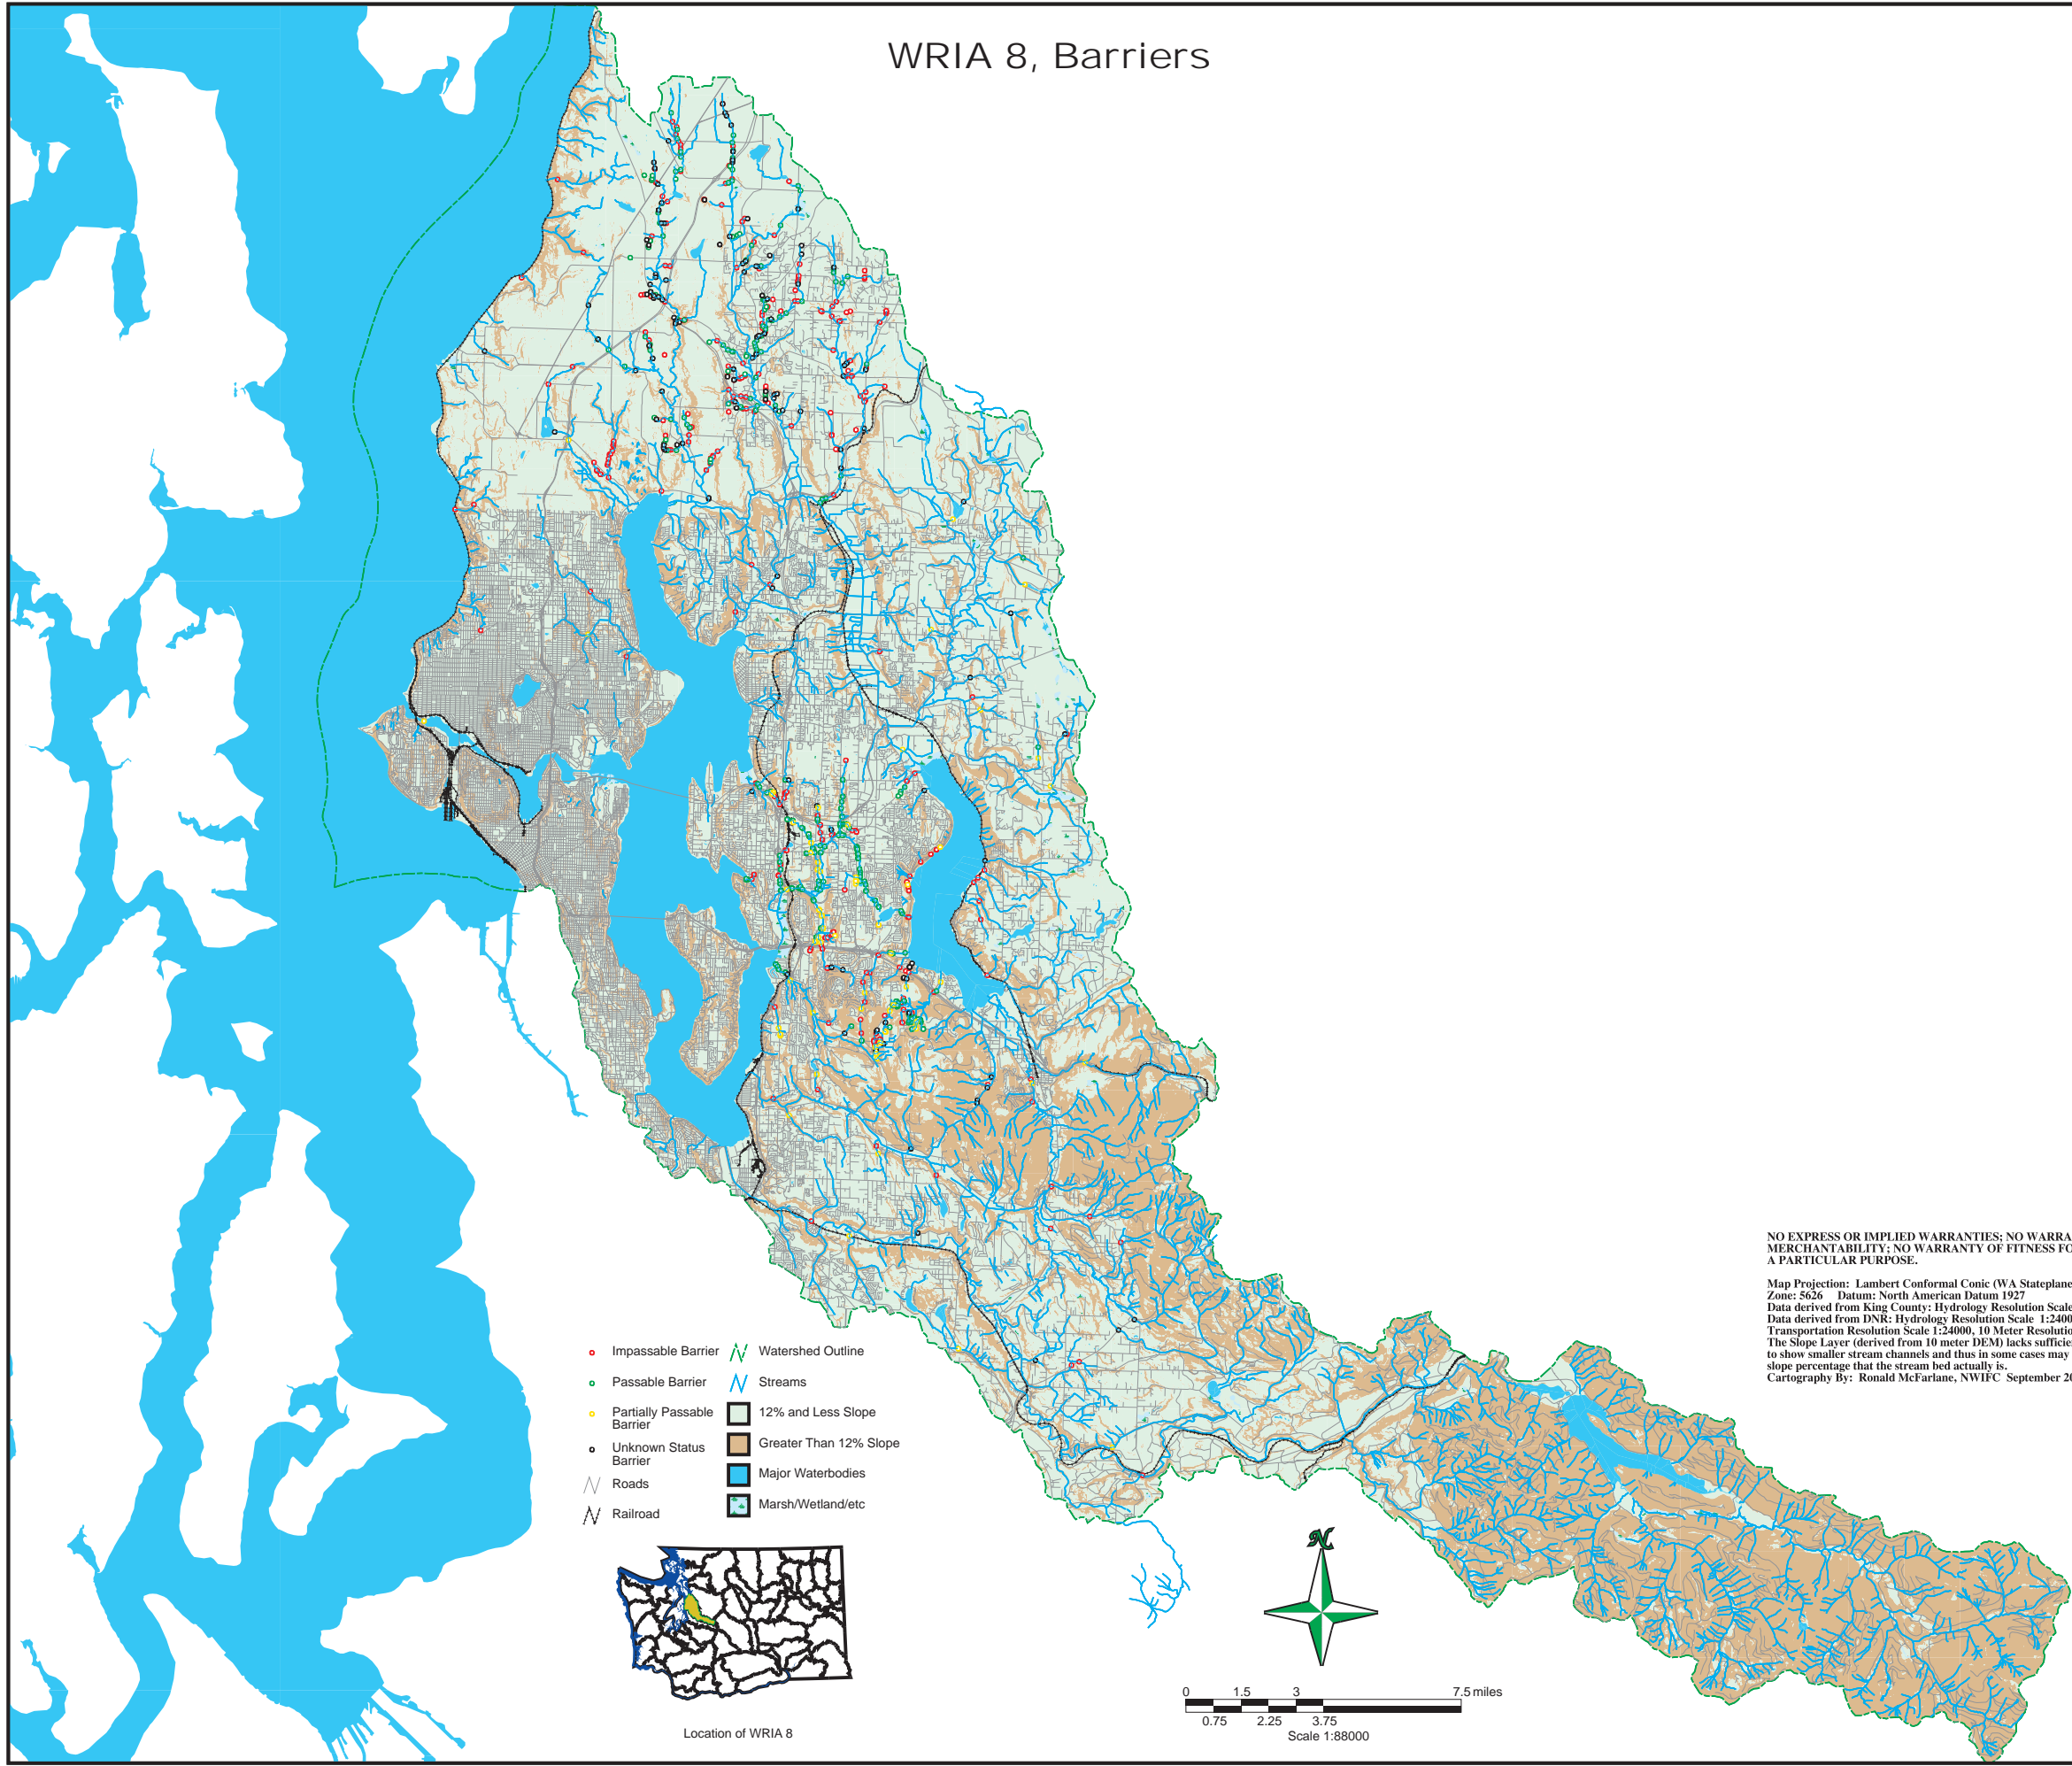 WRIA 8, Barriers
NO EXPRESS OR IMPLIED WARRANTIES; NO WARRA
MERCHANTABILITY; NO WARRANTY OF FITNESS FO
A PARTICULAR PURPOSE.
Map Projection: Lambert Conformal Conic (WA Stateplane
Zone: 5626 Datum: North American Datum 1927
Data derived from King County: Hydrology Resolution Scale
Data derived from DNR: Hydrology Resolution Scale 1:2400
Transportation Resolution Scale 1:24000, 10 Meter Resolutio
The Slope Layer (derived from 10 meter DEM) lacks sufficie
to show smaller stream channels and thus in some cases may
slope percentage that the stream bed actually is.
Cartography By: Ronald McFarlane, NWIFC September 20
Impassable Barrier
Passable Barrier
Partially Passable
Barrier
Unknown Status
Barrier
Roads
Railroad
Watershed Outline
Streams
12% and Less Slope
Greater Than 12% Slope
Major Waterbodies
Marsh/Wetland/etc
Location of WRIA 8
N
0 1.5 3 7.5 miles
0.75 2.25 3.75
Scale 1:88000